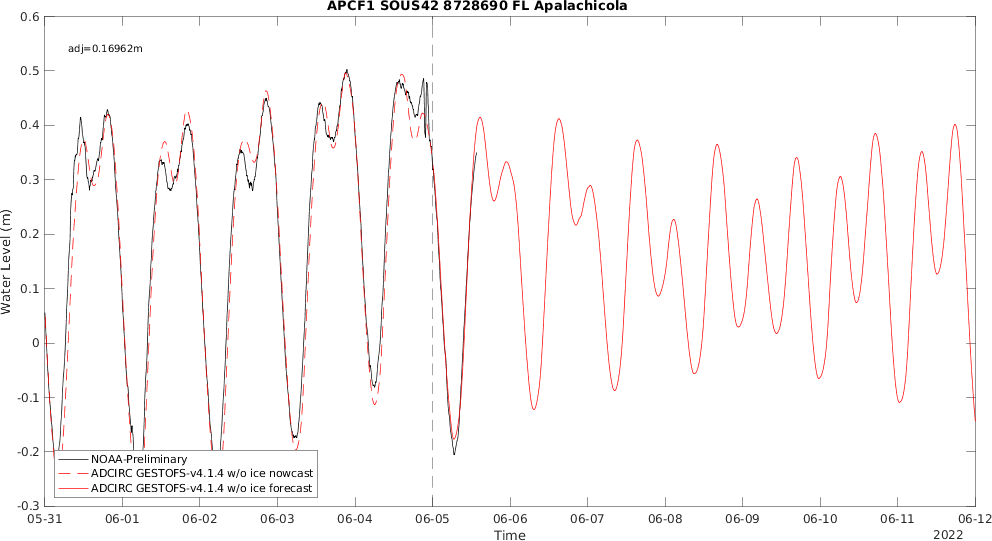 APCF1 SOUS42 8728690 FL Apalachicola
0.6
adj=0.16962m
0.5
0.4
0.3
0.2
0.1
0
-0.1
-0.2
-0.3
Water Level (m)
NOAA-Preliminary
ADCIRC GESTOFS-v4.1.4 w/o ice nowcast
ADCIRC GESTOFS-v4.1.4 w/o ice forecast
05-31 06-01 06-02 06-03 06-04 06-05 06-06 06-07 06-08 06-09 06-10 06-11 06-12
Time 2022